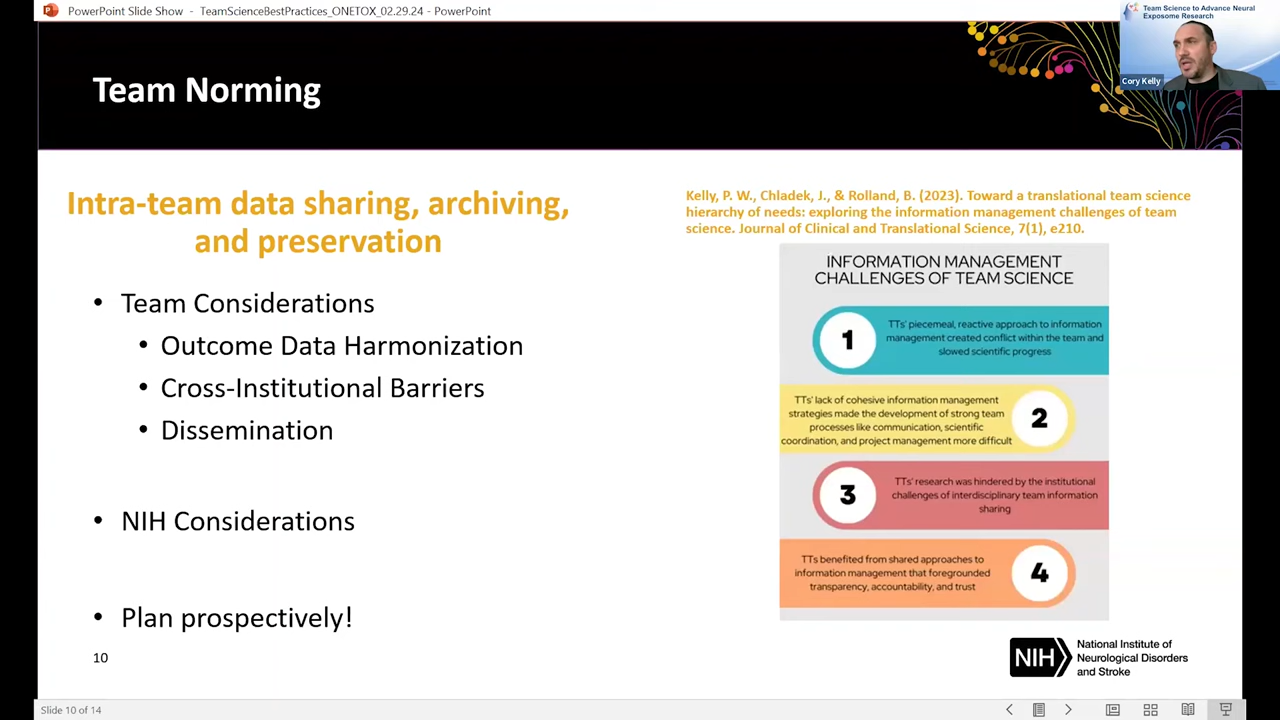 PowerPoint Slide Show - TeamScienceBestPractices_ONETOX_02.29.24 - PowerPoint
Team Science to Advance Neural
Exposome Research
Cory Kelly
Team Norming
Intra-team data sharing, archiving,
and preservation
• Team Considerations
• Outcome Data Harmonization
• Cross-Institutional Barriers
• Dissemination
• NIH Considerations
• Plan prospectively!
10
Kelly, P. W., Chladek, J., & Rolland, B. (2023). Toward a translational team science
hierarchy of needs: exploring the information management challenges of team
science. Journal of Clinical and Translational Science, 7(1), e210.
INFORMATION MANAGEMENT
CHALLENGES OF TEAM SCIENCE
1
TTs' piecemeal, reactive approach to information
management created conflict within the team and
slowed scientific progress
TTs' lack of cohesive information management
strategies made the development of strong team
processes like communication, scientific
coordination, and project management more difficult
2
3
TTs' research was hindered by the institutional
challenges of interdisciplinary team information
sharing
TTs benefited from shared approaches to
information management that foregrounded
transparency, accountability, and trust
4
NIH
National Institute of
Neurological Disorders
and Stroke
Slide 10 of 14